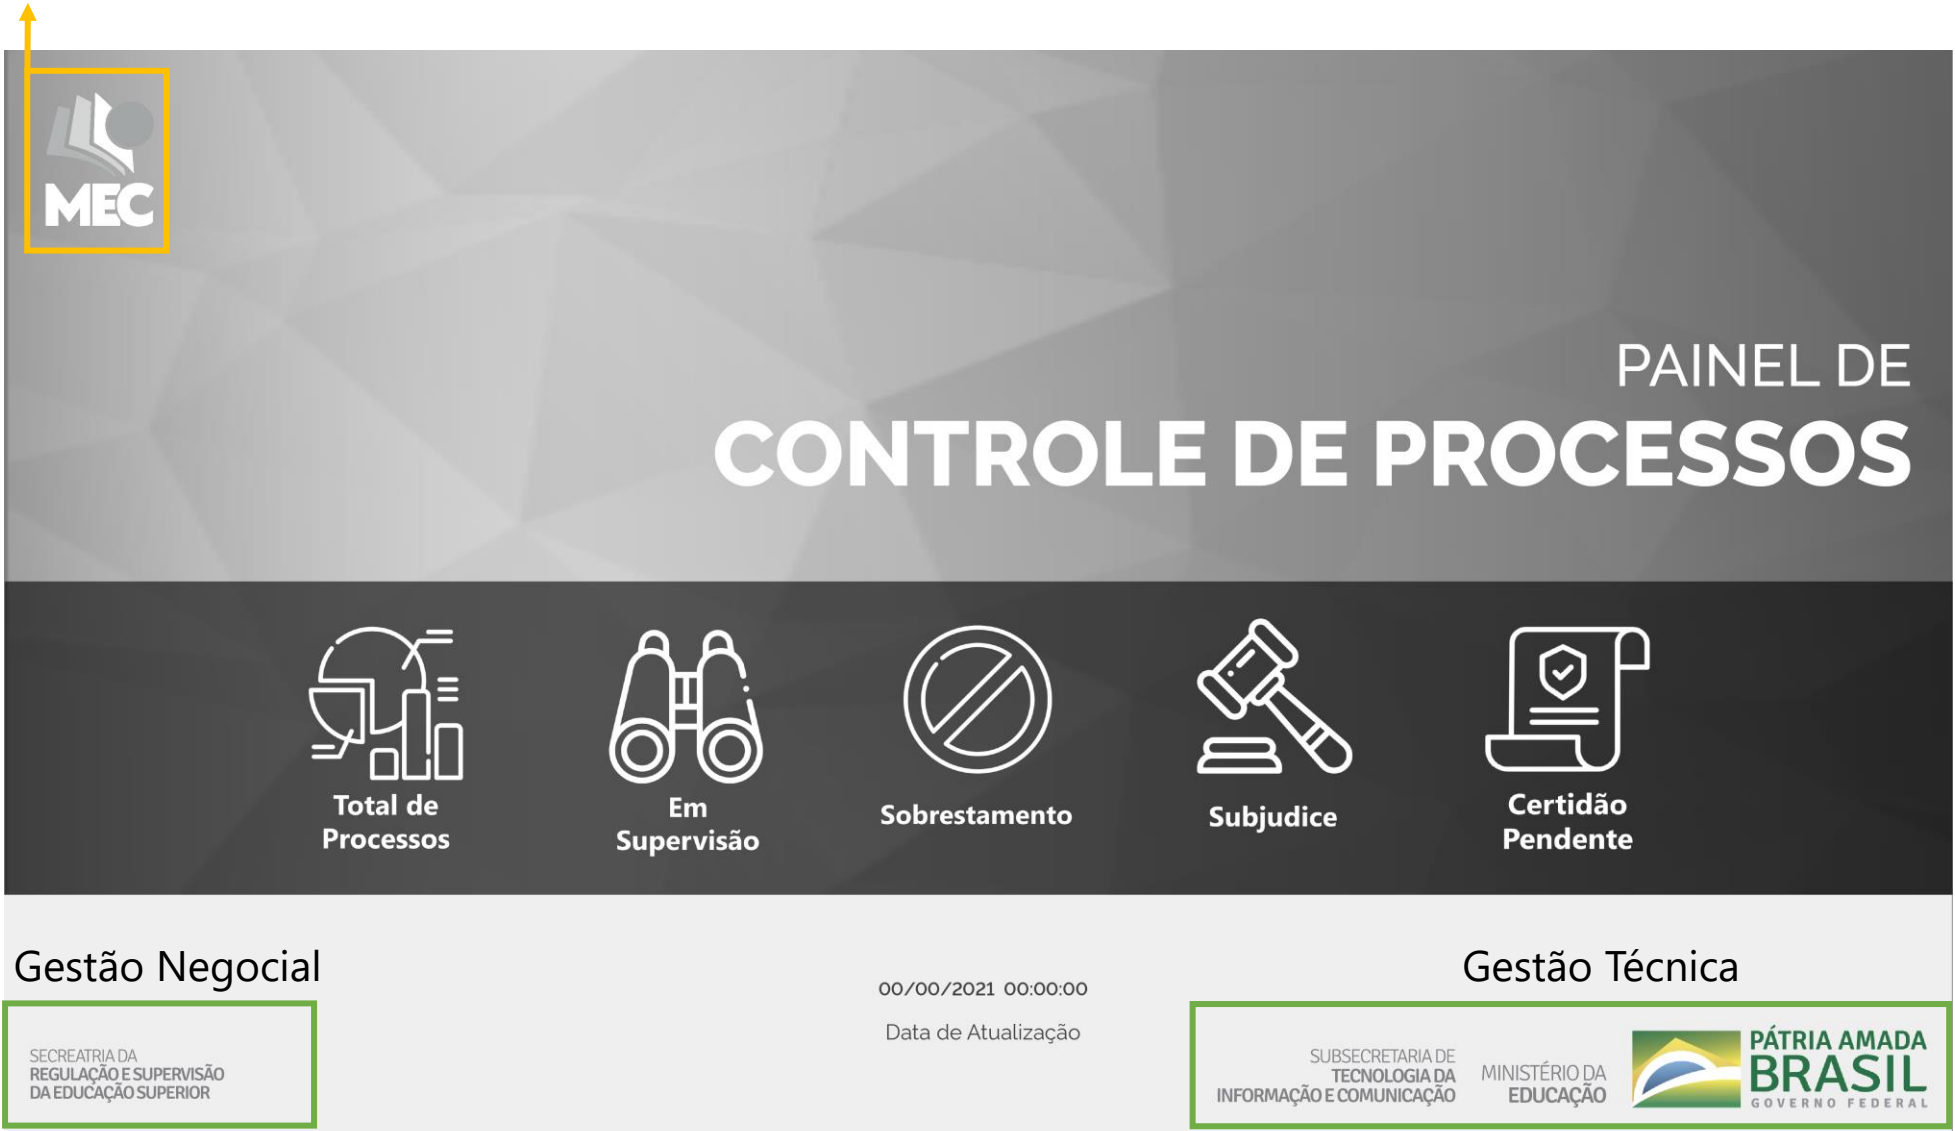 MEC
PAINEL DE
CONTROLE DE PROCESSOS
Total de
Processos
Em
Supervisão
Sobrestamento
Subjudice
Certidão
Pendente
Gestão Negocial
SECREATRIA DA
REGULAÇÃO E SUPERVISÃO
DA EDUCAÇÃO SUPERIOR
00/00/2021 00:00:00
Data de Atualização
Gestão Técnica
SUBSECRETARIA DE
TECNOLOGIA DA
INFORMAÇÃO E COMUNICAÇÃO
MINISTÉRIO DA
EDUCAÇÃO
PÁTRIA AMADA
BRASIL
GOVERNO FEDERAL